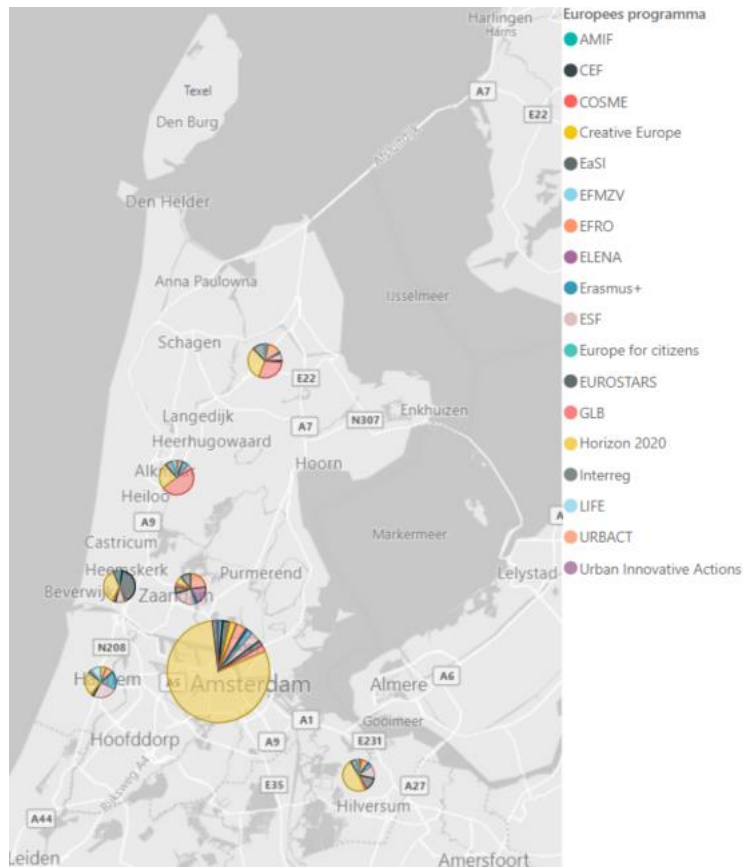 Harlingen
Harns
Europees programma
AMIF
CEF
COSME
Creative Europe
EaSI
EFMZV
EFRO
ELENA
Erasmus+
ESF
Europe for citizens
EUROSTARS
GLB
Horizon 2020
Interreg
LIFE
URBACT
Urban Innovative Actions
A7
E22
Texel
Den Burg
Den Helder
Anna Paulowna
IJsselmeer
Schagen
E22
Langedijk
N307
Enkhuizen
A7
Heerhugowaard
Hoorn
Heiloo
A9
Markermeer
Castricum
Heemskerk
Purmerend
Lelystad
N208
A5
Amsterdam
Almere
A6
Hoofddorp
A1
Gooimeer
A9
E231
Rijksweg A4
E35
A27
Hilversum
A44
Leiden
Amersfoort